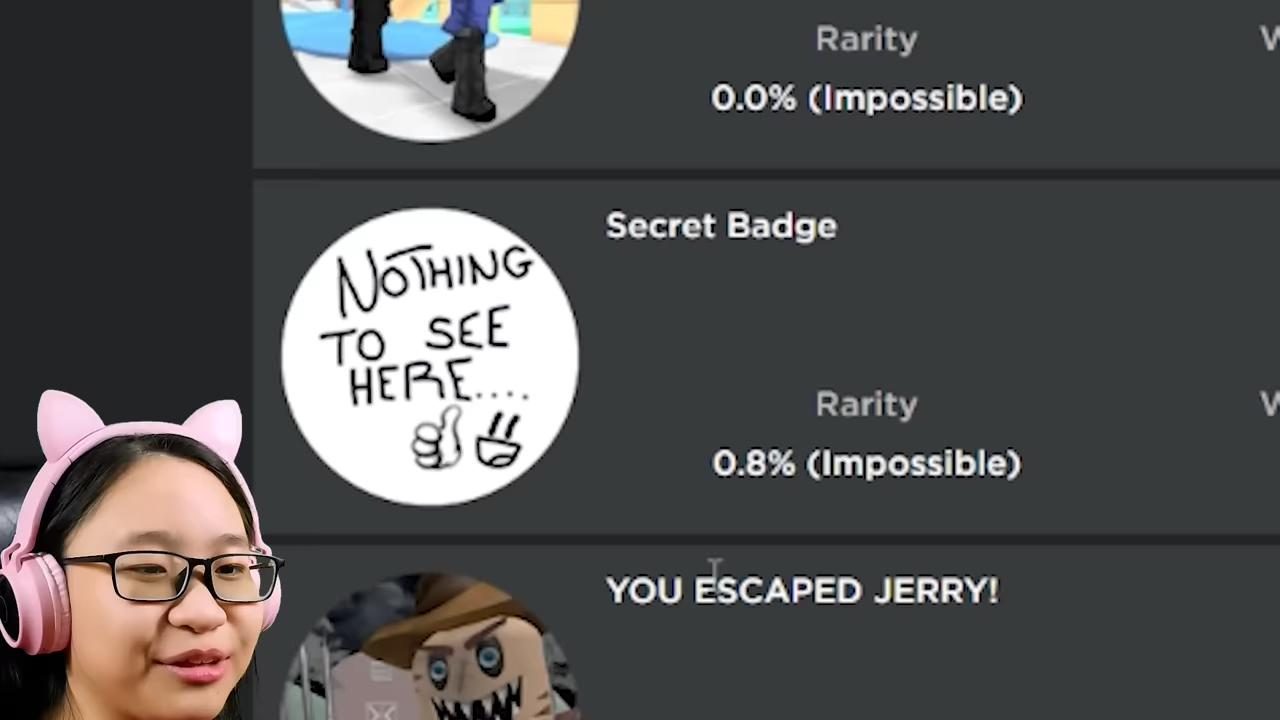 Rarity
0.0% (Impossible)
Secret Badge
NOTHING
TO SEE
HERE....
Rarity
0.8% (Impossible)
YOU ESCAPED JERRY!